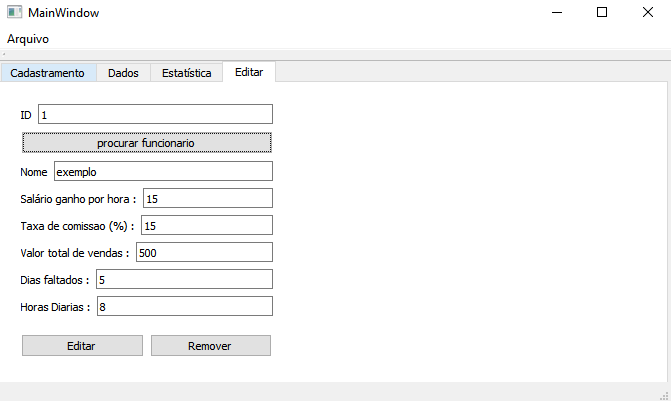 MainWindow
Arquivo
Cadastramento Dados Estatística Editar
ID 1
procurar funcionario
Nome exemplo
Salário ganho por hora : 15
Taxa de comissao (%) : 15
Valor total de vendas : 500
Dias faltados : 5
Horas Diarias : 8
Editar Remover